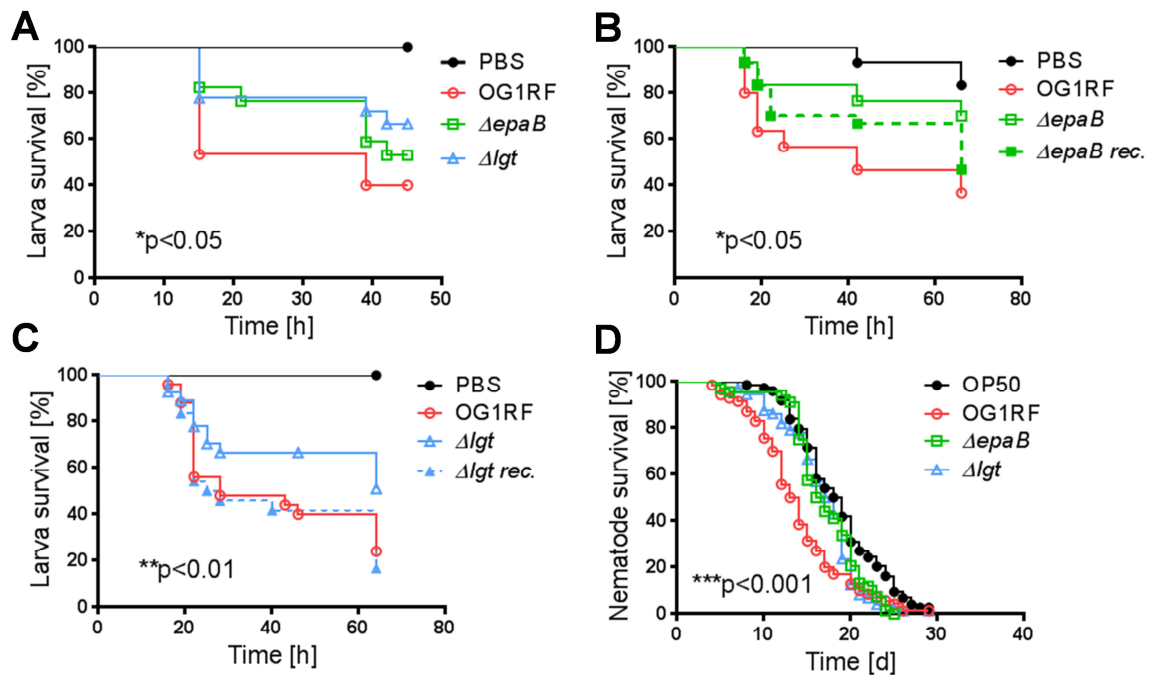 A
Larva survival [%]
100
80
60
40
20
0
0 10 20 30 40 50
Time [h]
*p<0.05
PBS
OG1RF
ΔepaB
Δlgt
B
Larva survival [%]
100
80
60
40
20
0
0 20 40 60 80
Time [h]
*p<0.05
PBS
OG1RF
ΔepaB
ΔepaB rec.
C
Larva survival [%]
100
80
60
40
20
0
0 20 40 60 80
Time [h]
**p<0.01
PBS
OG1RF
Δlgt
Δlgt rec.
D
Nematode survival [%]
100
80
60
40
20
0
0 10 20 30 40
Time [d]
***p<0.001
OP50
OG1RF
ΔepaB
Δlgt